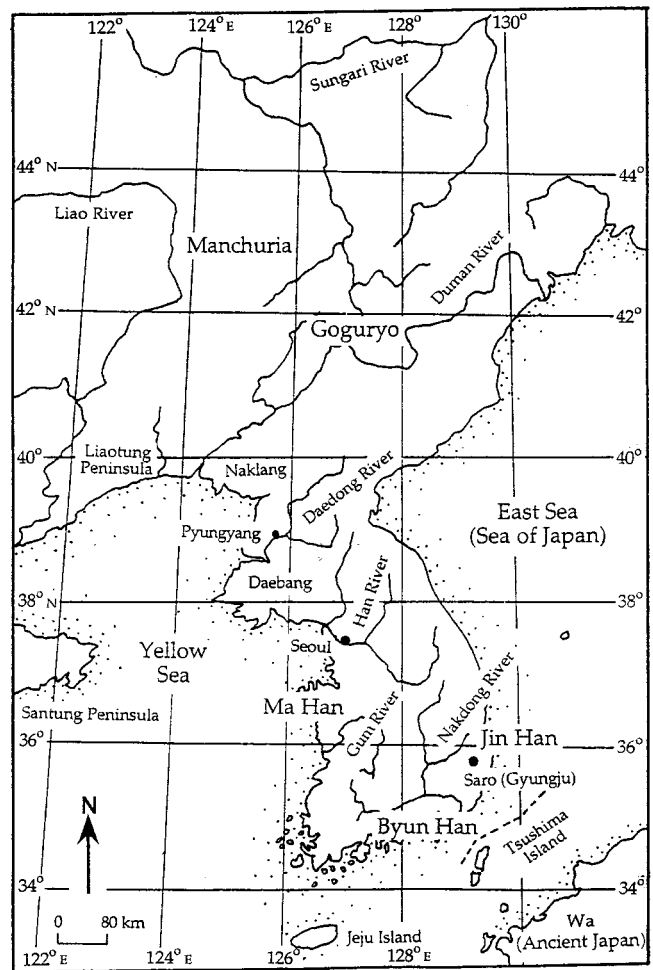 122° 124° E 126° E 128° 130°
Sungari River
44° N
44°
Liao River
Manchuria
Duman River
42° N
42°
Goguryo
40°
40°
Liaotung
Peninsula
Naklang
Daedong River
East Sea
(Sea of Japan)
Pyungyang
Daebang
38° N
38°
Han River
Seoul
Yellow
Sea
Ma Han
Santung Peninsula
Gum River
Nakdong River
Jin Han
36°
36°
Saro (Gyungju)
N
Byun Han
Tsushima
Island
34°
34°
0 80 km
Jeju Island
Wa
(Ancient Japan)
122° E 124° 126° 128° E